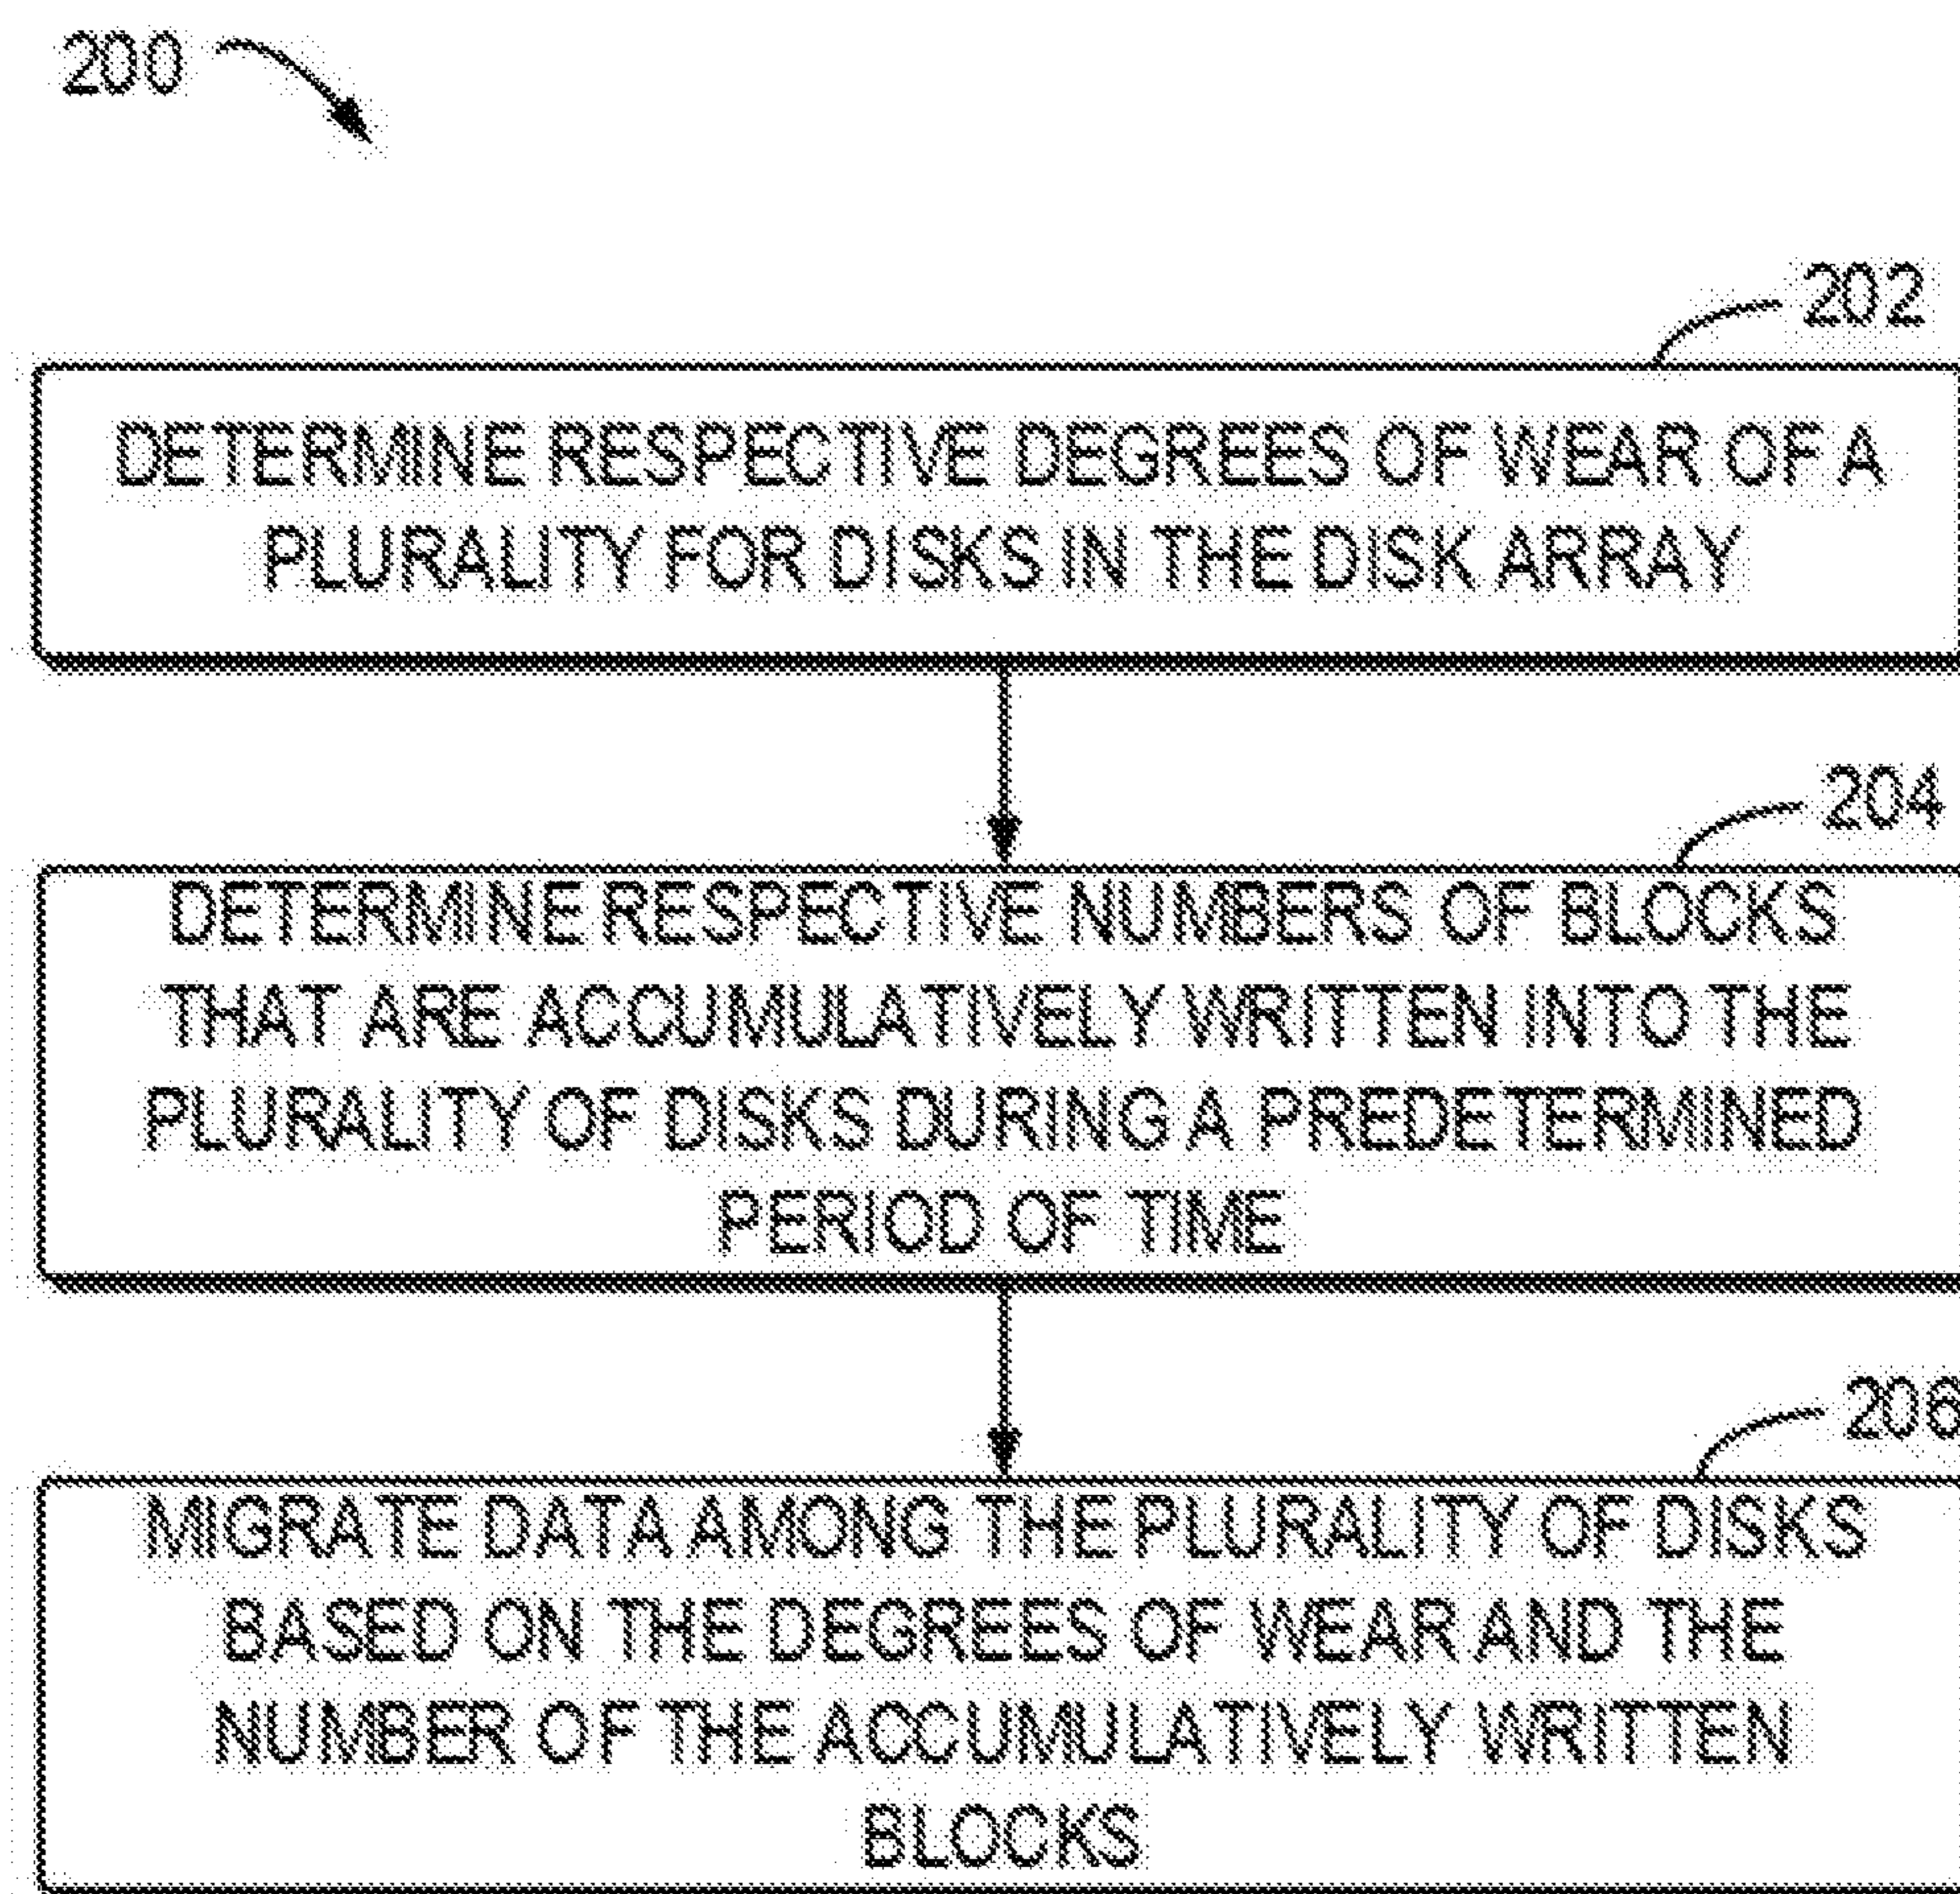 200
202
DETERMINE RESPECTIVE DEGREES OF WEAR OF A
PLURALITY FOR DISKS IN THE DISK ARRAY
204
DETERMINE RESPECTIVE NUMBERS OF BLOCKS
THAT ARE ACCUMULATIVELY WRITTEN INTO THE
PLURALITY OF DISKS DURING A PREDETERMINED
PERIOD OF TIME
206
MIGRATE DATA AMONG THE PLURALITY OF DISKS
BASED ON THE DEGREES OF WEAR AND THE
NUMBER OF THE ACCUMULATIVELY WRITTEN
BLOCKS